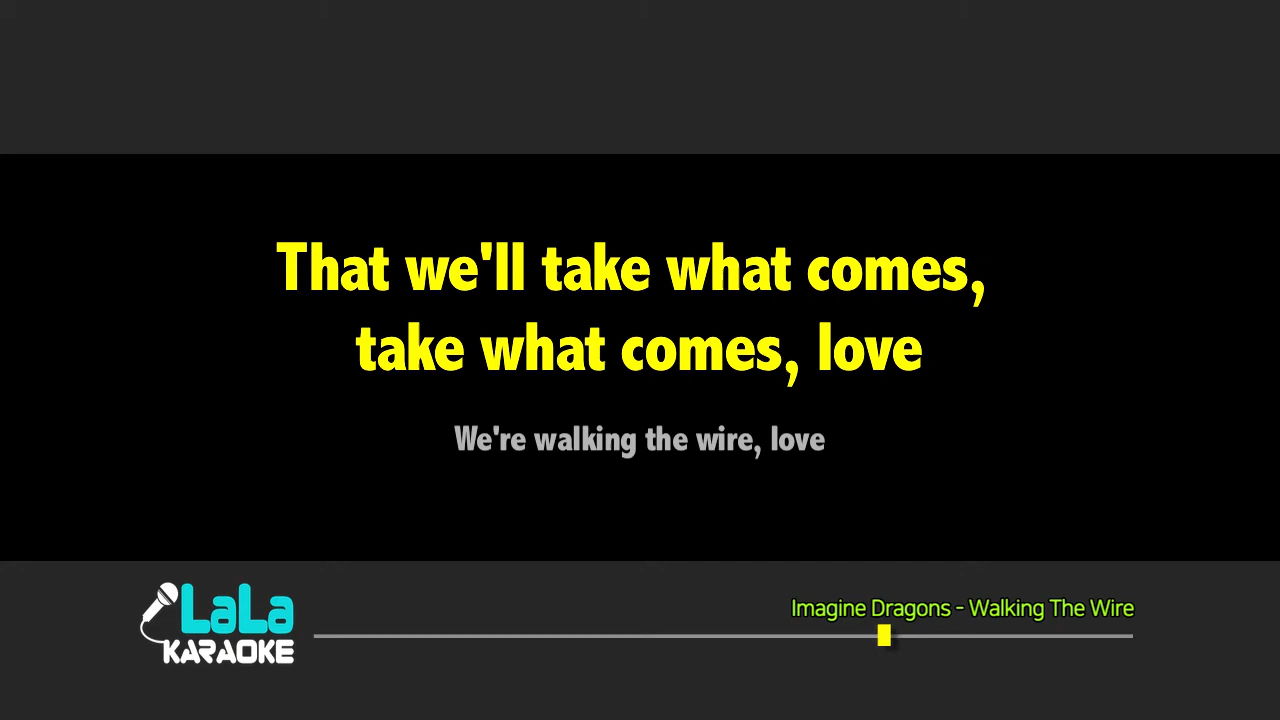 That we'll take what comes,
take what comes, love
We're walking the wire, love
LaLa
KARAOKE
Imagine Dragons - Walking The Wire